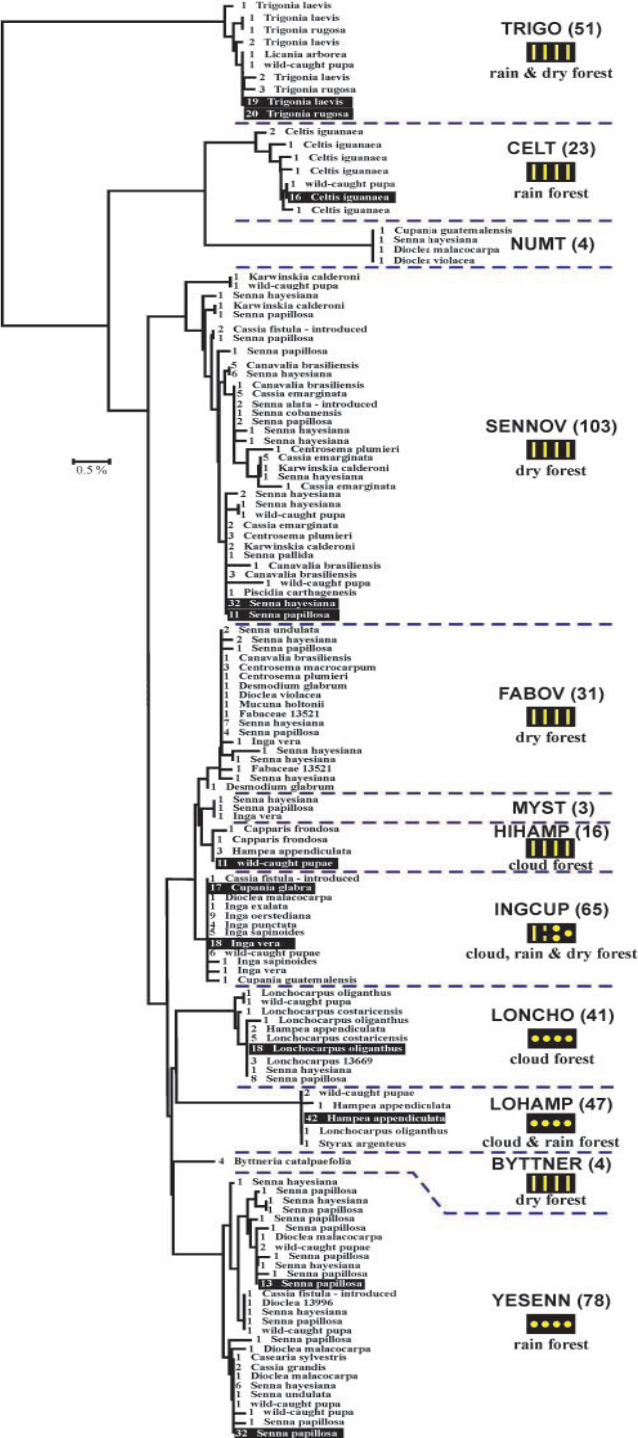 1 Trigonia laevis
1 Trigonia laevis
1 Trigonia rugosa
2 Trigonia laevis
1 Licania arborea
1 wild-caught pupa
2 Trigonia laevis
3 Trigonia rugosa
19 Trigonia laevis
20 Trigonia rugosa
TRIGO (51)
rain & dry forest
2 Celtis iguanaea
1 Celtis iguanaea
1 Celtis iguanaea
1 Celtis iguanaea
1 wild-caught pupa
16 Celtis iguanaea
1 Celtis iguanaea
CELT (23)
rain forest
1 Cupania guatemalensis
1 Senna hayesiana
1 Dioclea malacocarpa
1 Dioclea violacea
NUMT (4)
1 Karwinskia calderoni
1 wild-caught pupa
1 Senna hayesiana
1 Karwinskia calderoni
1 Senna papillosa
2 Cassia fistula - introduced
1 Senna papillosa
1 Senna papillosa
5 Canavalia brasiliensis
6 Senna hayesiana
1 Canavalia brasiliensis
5 Cassia emarginata
2 Senna alata - introduced
1 Senna cobanensis
2 Senna papillosa
1 Senna hayesiana
1 Senna hayesiana
1 Centrosema plumieri
5 Cassia emarginata
1 Karwinskia calderoni
1 Senna hayesiana
1 Cassia emarginata
2 Senna hayesiana
1 Senna hayesiana
1 wild-caught pupa
2 Cassia emarginata
3 Centrosema plumieri
2 Karwinskia calderoni
1 Senna pallida
1 Canavalia brasiliensis
3 Canavalia brasiliensis
1 wild-caught pupa
1 Piscidia carthagenesis
32 Senna hayesiana
11 Senna papillosa
SENNOV (103)
dry forest
0.5 %
2 Senna undulata
2 Senna hayesiana
1 Senna papillosa
1 Canavalia brasiliensis
3 Centrosema macrocarpum
1 Centrosema plumieri
1 Desmodium glabrum
1 Dioclea violacea
1 Mucuna holtonii
1 Fabaceae 13521
7 Senna hayesiana
4 Senna papillosa
1 Inga vera
1 Senna hayesiana
1 Senna hayesiana
1 Fabaceae 13521
1 Senna hayesiana
1 Desmodium glabrum
FABOV (31)
dry forest
1 Senna hayesiana
1 Senna papillosa
1 Inga vera
MYST (3)
1 Capparis frondosa
1 Capparis frondosa
3 Hampea appendiculata
11 wild-caught pupae
HIHAMP (16)
cloud forest
1 Cassia fistula - introduced
17 Cupania glabra
1 Dioclea malacocarpa
1 Inga exalata
9 Inga oerstediana
4 Inga punctata
5 Inga sapinoides
18 Inga vera
6 wild-caught pupae
1 Inga sapinoides
1 Inga vera
1 Cupania guatemalensis
INGCUP (65)
cloud, rain & dry forest
1 Lonchocarpus oliganthus
1 wild-caught pupa
1 Lonchocarpus costaricensis
1 Lonchocarpus oliganthus
2 Hampea appendiculata
5 Lonchocarpus costaricensis
18 Lonchocarpus oliganthus
3 Lonchocarpus 13669
1 Senna hayesiana
8 Senna papillosa
LONCHO (41)
cloud forest
2 wild-caught pupae
1 Hampea appendiculata
42 Hampea appendiculata
1 Lonchocarpus oliganthus
1 Styrax argenteus
LOHAMP (47)
cloud & rain forest
4 Byttneria catalpaefolia
BYTTNER (4)
dry forest
1 Senna hayesiana
1 Senna papillosa
1 Senna hayesiana
1 Senna papillosa
1 Senna papillosa
1 Senna papillosa
1 Dioclea malacocarpa
2 wild-caught pupae
1 Senna papillosa
1 Senna hayesiana
1 Senna papillosa
13 Senna papillosa
1 Cassia fistula - introduced
1 Dioclea 13996
1 Senna hayesiana
1 Senna papillosa
1 wild-caught pupa
1 Senna papillosa
1 Dioclea malacocarpa
1 Casearia sylvestris
2 Cassia grandis
1 Dioclea malacocarpa
6 Senna hayesiana
1 Senna undulata
1 wild-caught pupa
1 wild-caught pupa
1 Senna papillosa
32 Senna papillosa
YESENN (78)
rain forest